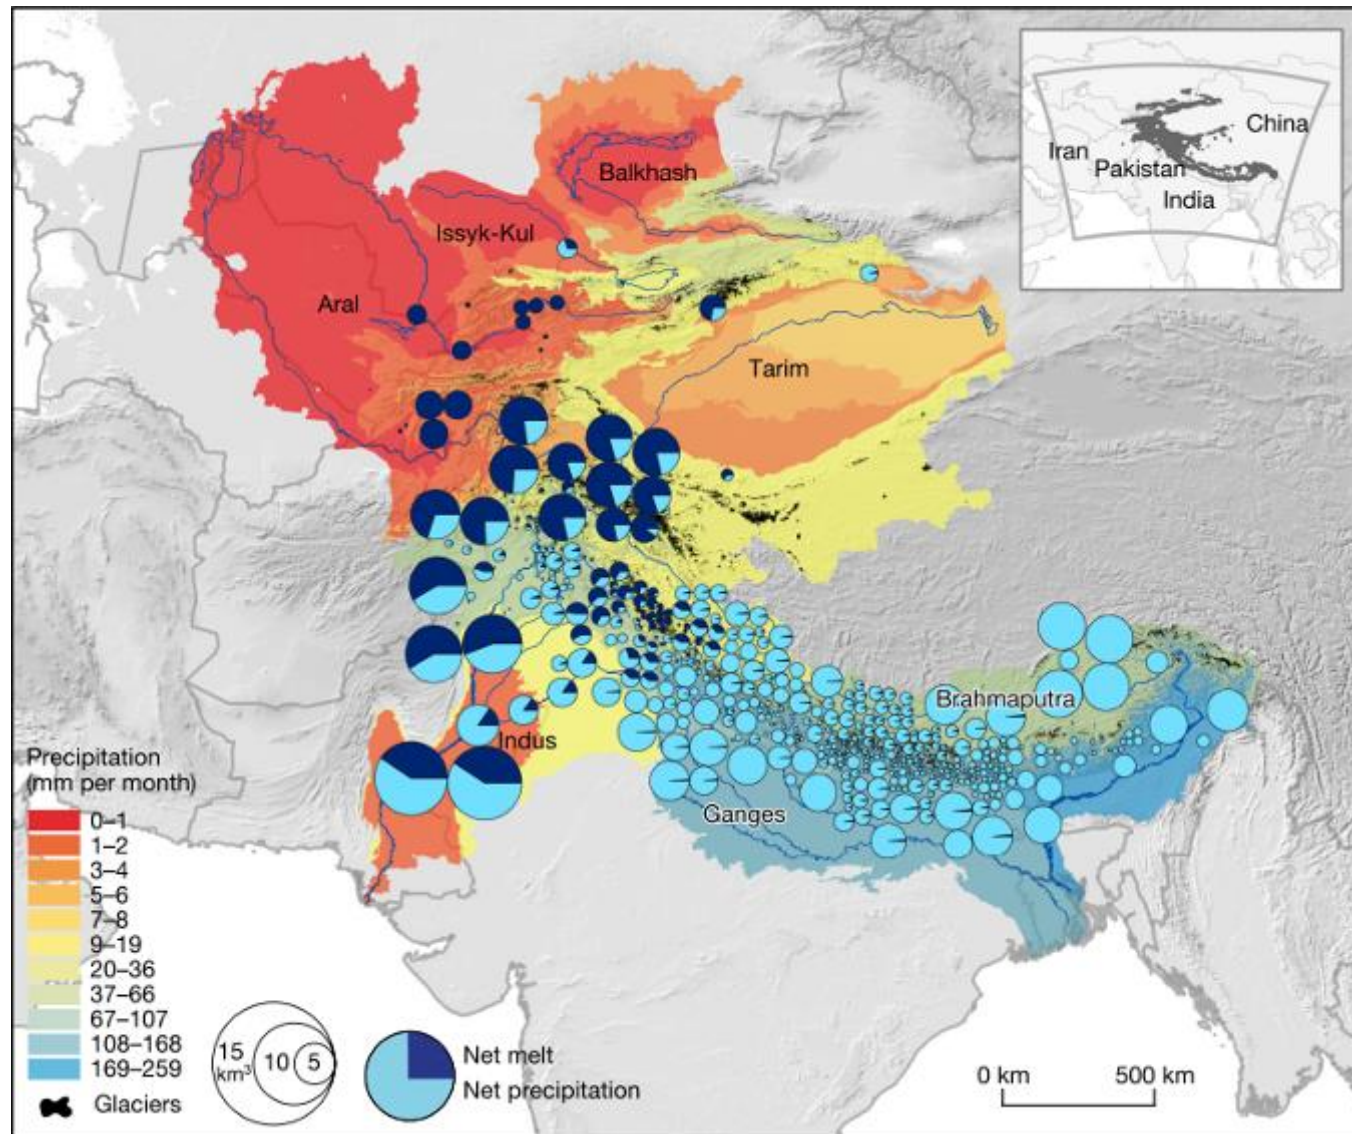 China
Iran
Pakistan
India
Balkhash
Issyk-Kul
Aral
Tarim
Brahmaputra
Indus
Ganges
Precipitation
(mm per month)
0–1
1–2
3–4
5–6
7–8
9–19
20–36
37–66
67–107
108–168
169–259
Glaciers
15
km³
10
5
Net melt
Net precipitation
0 km
500 km